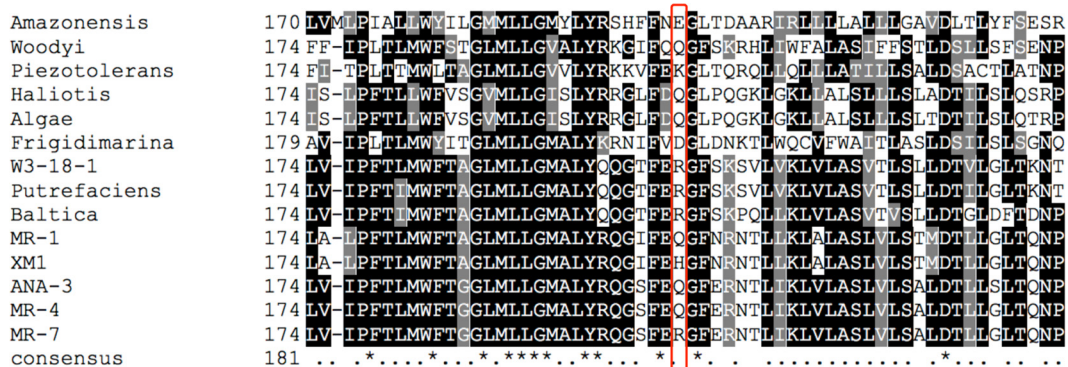 Amazonensis 170 LVMLPIALLWYILGMMLLGMYLYRSHFFNEGLTDAARIRLLLLALLLGAVDLTLYFSESR
Woodyi 174 FF-IPLTLMWFSTGLMLLGVALYRKGIFQQGFSKRHLIWFALASIFFSTLDSLLSFSENP
Piezotolerans 174 FI-TPLTTMWLTAGLMLLGVVLYRKKVFEKGLTQRQLLQLLLATILLSALDSACTLATNP
Haliotis 174 IS-LPFTLLWFVSGVMLLGISLYRRGLFDQGLPQGKLGKLLALSLLLSLADTILSLQSRP
Algae 174 IS-LPFTLLWFVSGVMLLGISLYRRGLFDQGLPQGKLGKLLALSLLLSLTDTILSLQTRP
Frigidimarina 179 AV-IPLTLMWYITGLMLLGMALYKRNIFVDGLDNKTLWQCVFWAITLASLDSILSLSGNQ
W3-18-1 174 LV-IPFTLMWFTAGLMLLGMALYQQGTFERGFSKSVLVKLVLASVTLSLLDTVLGLTKNT
Putrefaciens 174 LV-IPFTIMWFTAGLMLLGMALYQQGTFERGFSKSVLVKLVLASVTLSLLDTILGLTKNT
Baltica 174 LV-IPFTIMWFTAGLMLLGMALYQQGTFERGFSKPQLLKLVLASVTVSLLDTGLDFTDNP
MR-1 174 LA-LPFTLMWFTAGLMLLGMALYRQGIFEQGFNRNTLLKLALASLVLSTMDTLLGLTQNP
XM1 174 LA-LPFTLMWFTAGLMLLGMALYRQGIFEHGFNRNTLLKLALASLVLSTMDTLLGLTQNP
ANA-3 174 LV-IPFTLMWFTGGLMLLGMALYRQGSFEQGFERNTLIKLVLASLVLSALDTLLGLTQNP
MR-4 174 LV-IPFTLMWFTGGLMLLGMALYRQGSFEQGFERNTLIKLVLASLVLSALDTLLGLTQNP
MR-7 174 LV-IPFTLMWFTGGLMLLGMALYRQGSFERGFERNTLIKLVLASLVLSALDTLLGLTQNP
consensus 181